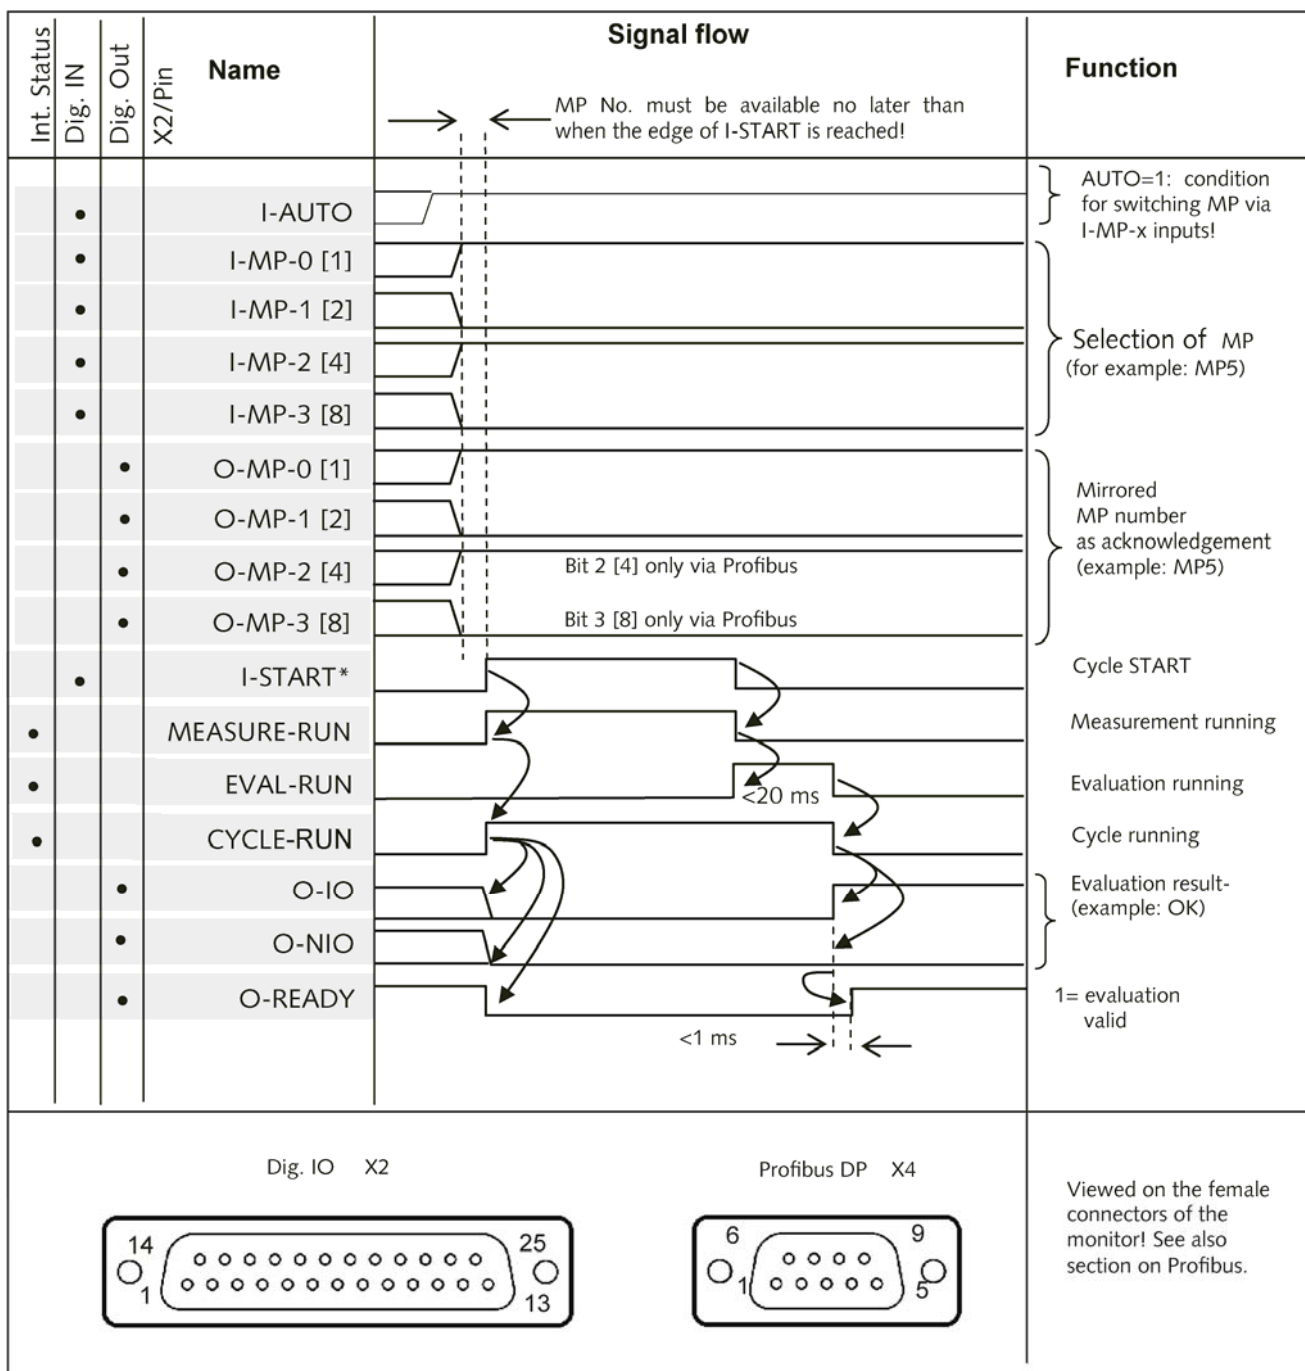 Int. Status
Dig. IN
Dig. Out
X2/Pin
Name
Signal flow
Function
MP No. must be available no later than
when the edge of I-START is reached!
I-AUTO
AUTO=1: condition
for switching MP via
I-MP-x inputs!
I-MP-0 [1]
I-MP-1 [2]
I-MP-2 [4]
I-MP-3 [8]
Selection of MP
(for example: MP5)
O-MP-0 [1]
O-MP-1 [2]
O-MP-2 [4]
Bit 2 [4] only via Profibus
O-MP-3 [8]
Bit 3 [8] only via Profibus
Mirrored
MP number
as acknowledgement
(example: MP5)
I-START*
Cycle START
MEASURE-RUN
Measurement running
EVAL-RUN
<20 ms
Evaluation running
CYCLE-RUN
Cycle running
O-IO
Evaluation result-
(example: OK)
O-NIO
O-READY
1= evaluation
valid
<1 ms
Dig. IO X2
14
25
1
13
Profibus DP X4
6
9
1
5
Viewed on the female
connectors of the
monitor! See also
section on Profibus.